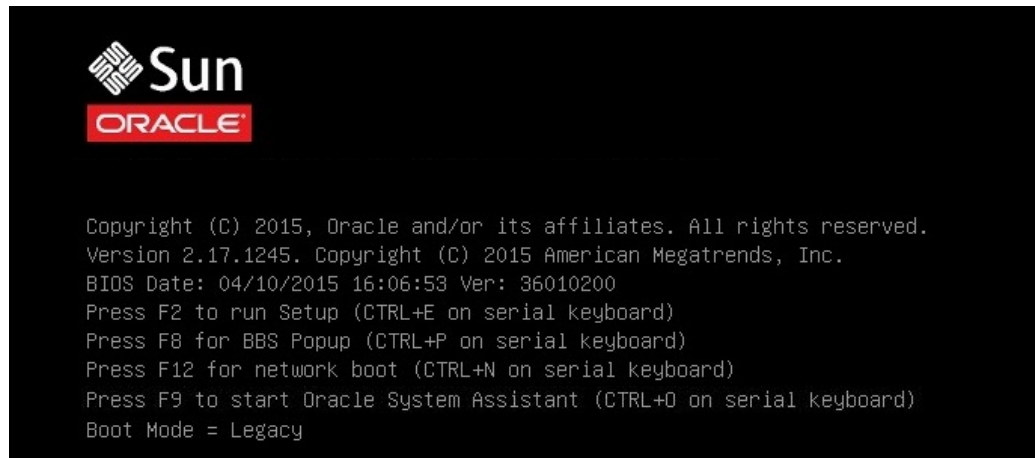 Sun
ORACLE
Copyright (C) 2015, Oracle and/or its affiliates. All rights reserved.
Version 2.17.1245. Copyright (C) 2015 American Megatrends, Inc.
BIOS Date: 04/10/2015 16:06:53 Ver: 36010200
Press F2 to run Setup (CTRL+E on serial keyboard)
Press F8 for BBS Popup (CTRL+P on serial keyboard)
Press F12 for network boot (CTRL+N on serial keyboard)
Press F9 to start Oracle System Assistant (CTRL+O on serial keyboard)
Boot Mode = Legacy